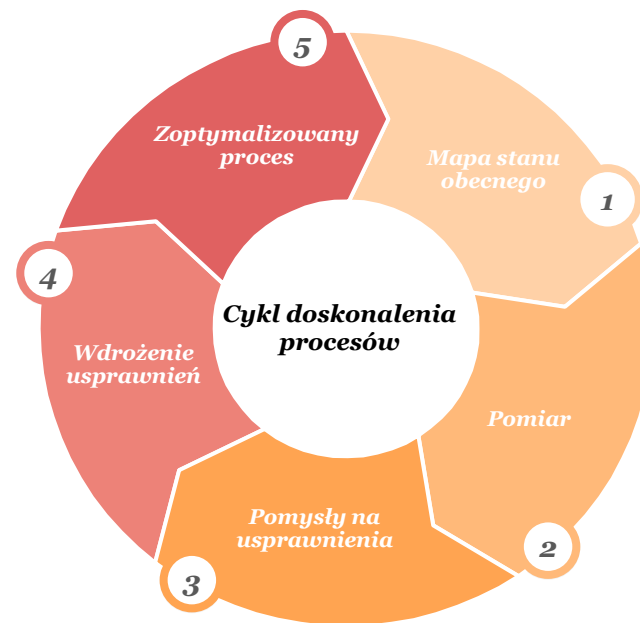 5
Zoptymalizowany
proces
Mapa stanu
obecnego
1
4
Cykl doskonalenia
procesów
Wdrożenie
usprawnień
Pomiar
Pomysły na
usprawnienia
2
3